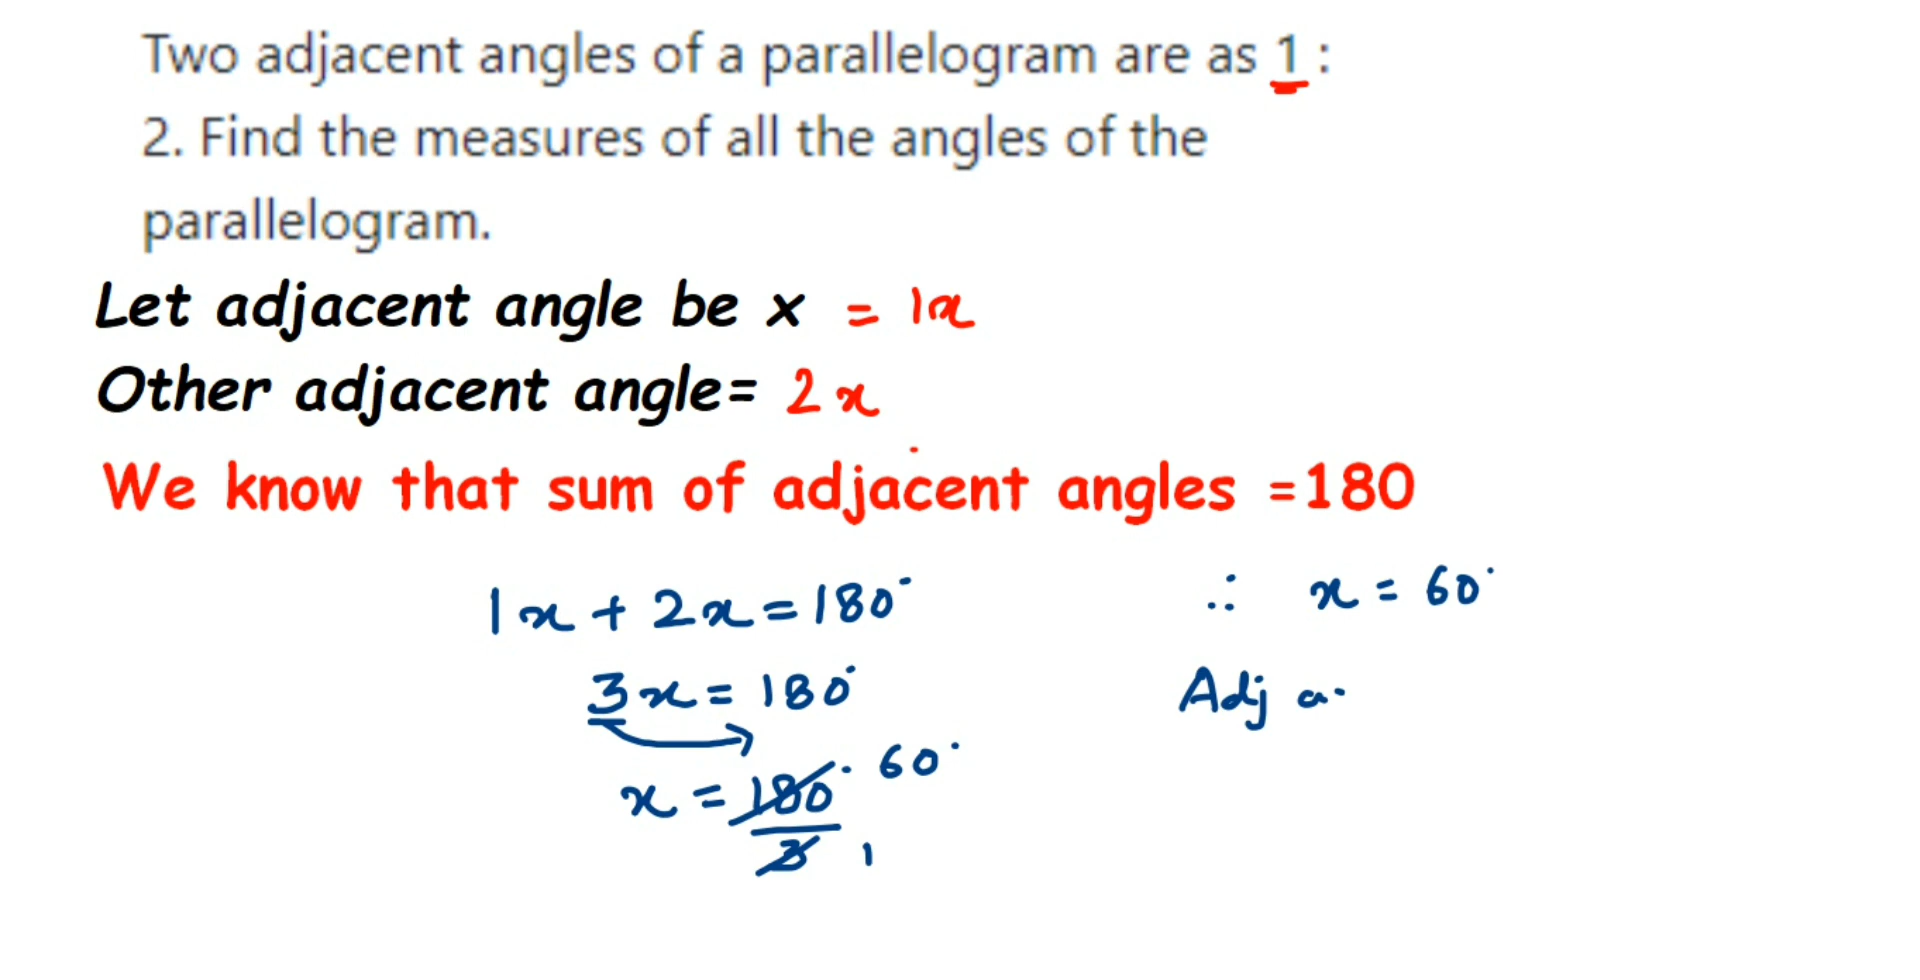 Two adjacent angles of a parallelogram are as 1 :
2. Find the measures of all the angles of the
parallelogram.
Let adjacent angle be x = 1x
Other adjacent angle= 2x
We know that sum of adjacent angles =180
1x + 2x = 180°
3x = 180°
x = 180° 60°
3 1
∴ x = 60°
Adj a